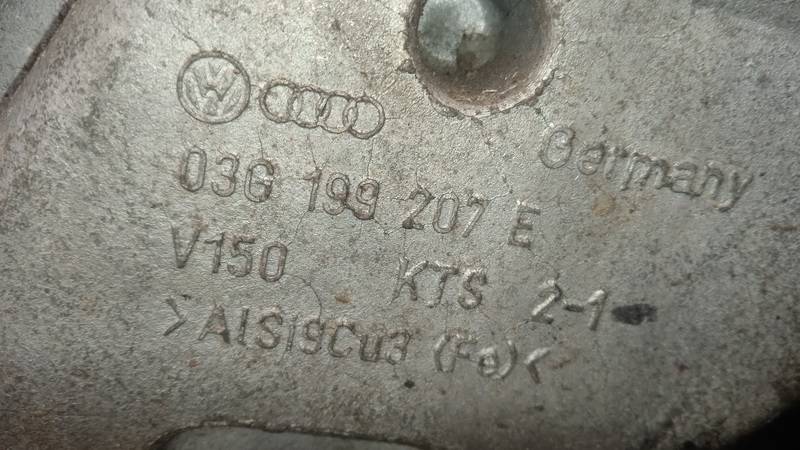 Germany
03G 199 207 E
V150 KTS 2-1
>AlSi9Cu3 (Fe)<